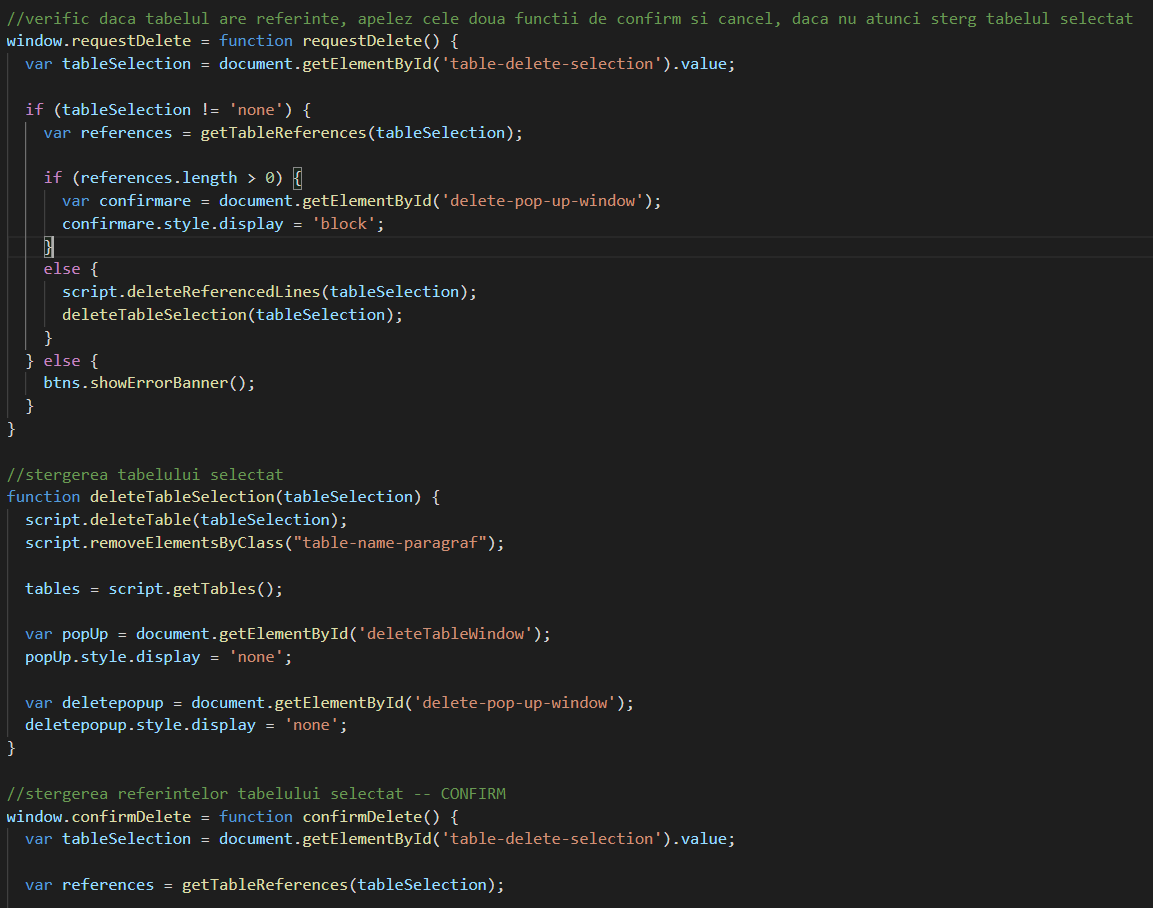 //verific daca tabelul are referinte, apelez cele doua functii de confirm si cancel, daca nu atunci sterg tabelul selectat
window.requestDelete = function requestDelete() {
  var tableSelection = document.getElementById('table-delete-selection').value;

  if (tableSelection != 'none') {
    var references = getTableReferences(tableSelection);

    if (references.length > 0) {
      var confirmare = document.getElementById('delete-pop-up-window');
      confirmare.style.display = 'block';
    }
    else {
      script.deleteReferencedLines(tableSelection);
      deleteTableSelection(tableSelection);
    }
  } else {
    btns.showErrorBanner();
  }
}

//stergerea tabelului selectat
function deleteTableSelection(tableSelection) {
  script.deleteTable(tableSelection);
  script.removeElementsByClass("table-name-paragraf");

  tables = script.getTables();

  var popUp = document.getElementById('deleteTableWindow');
  popUp.style.display = 'none';

  var deletepopup = document.getElementById('delete-pop-up-window');
  deletepopup.style.display = 'none';
}

//stergerea referintelor tabelului selectat -- CONFIRM
window.confirmDelete = function confirmDelete() {
  var tableSelection = document.getElementById('table-delete-selection').value;

  var references = getTableReferences(tableSelection);